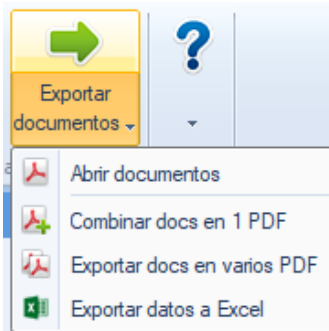 Exportar
documentos
Abrir documentos
Combinar docs en 1 PDF
Exportar docs en varios PDF
Exportar datos a Excel